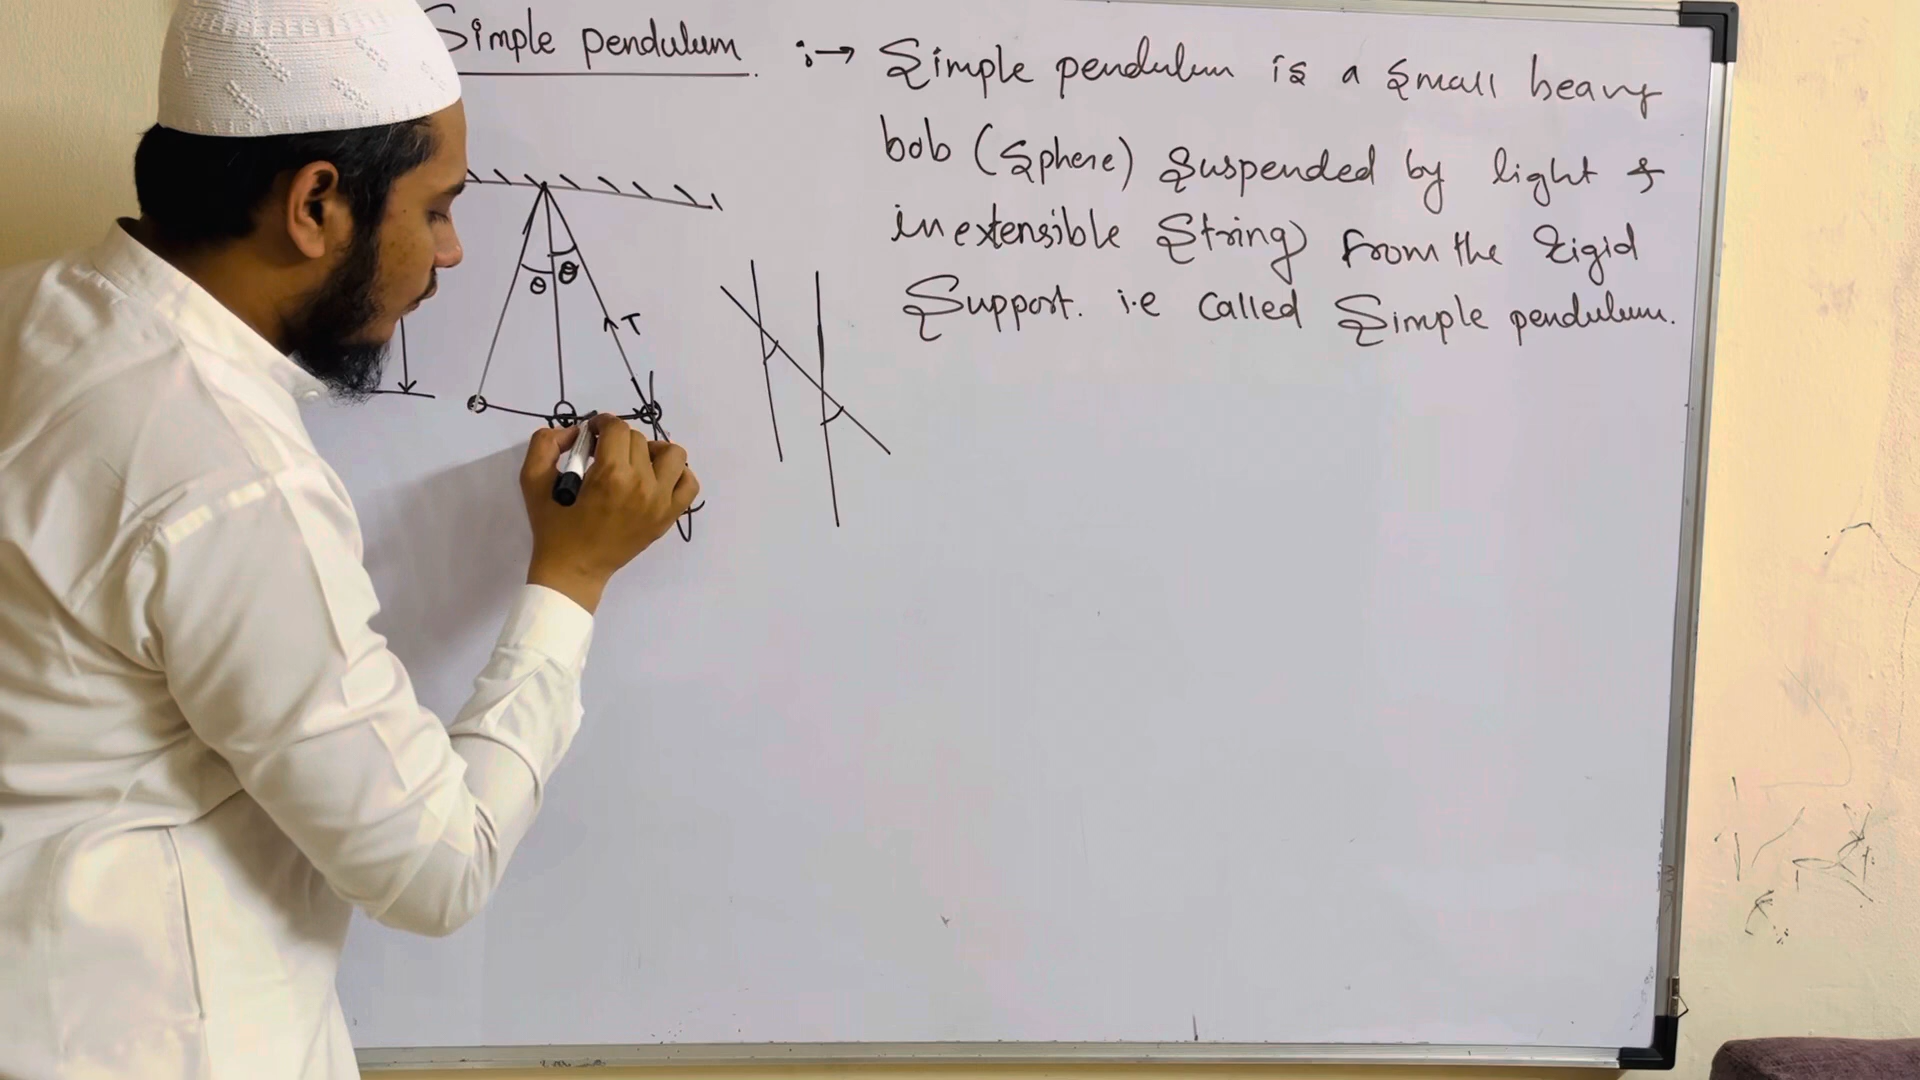 Simple pendulum :→ Simple pendulum is a small heavy
bob (sphere) suspended by light &
inextensible string from the rigid
support. i.e called simple pendulum.
θ θ
T